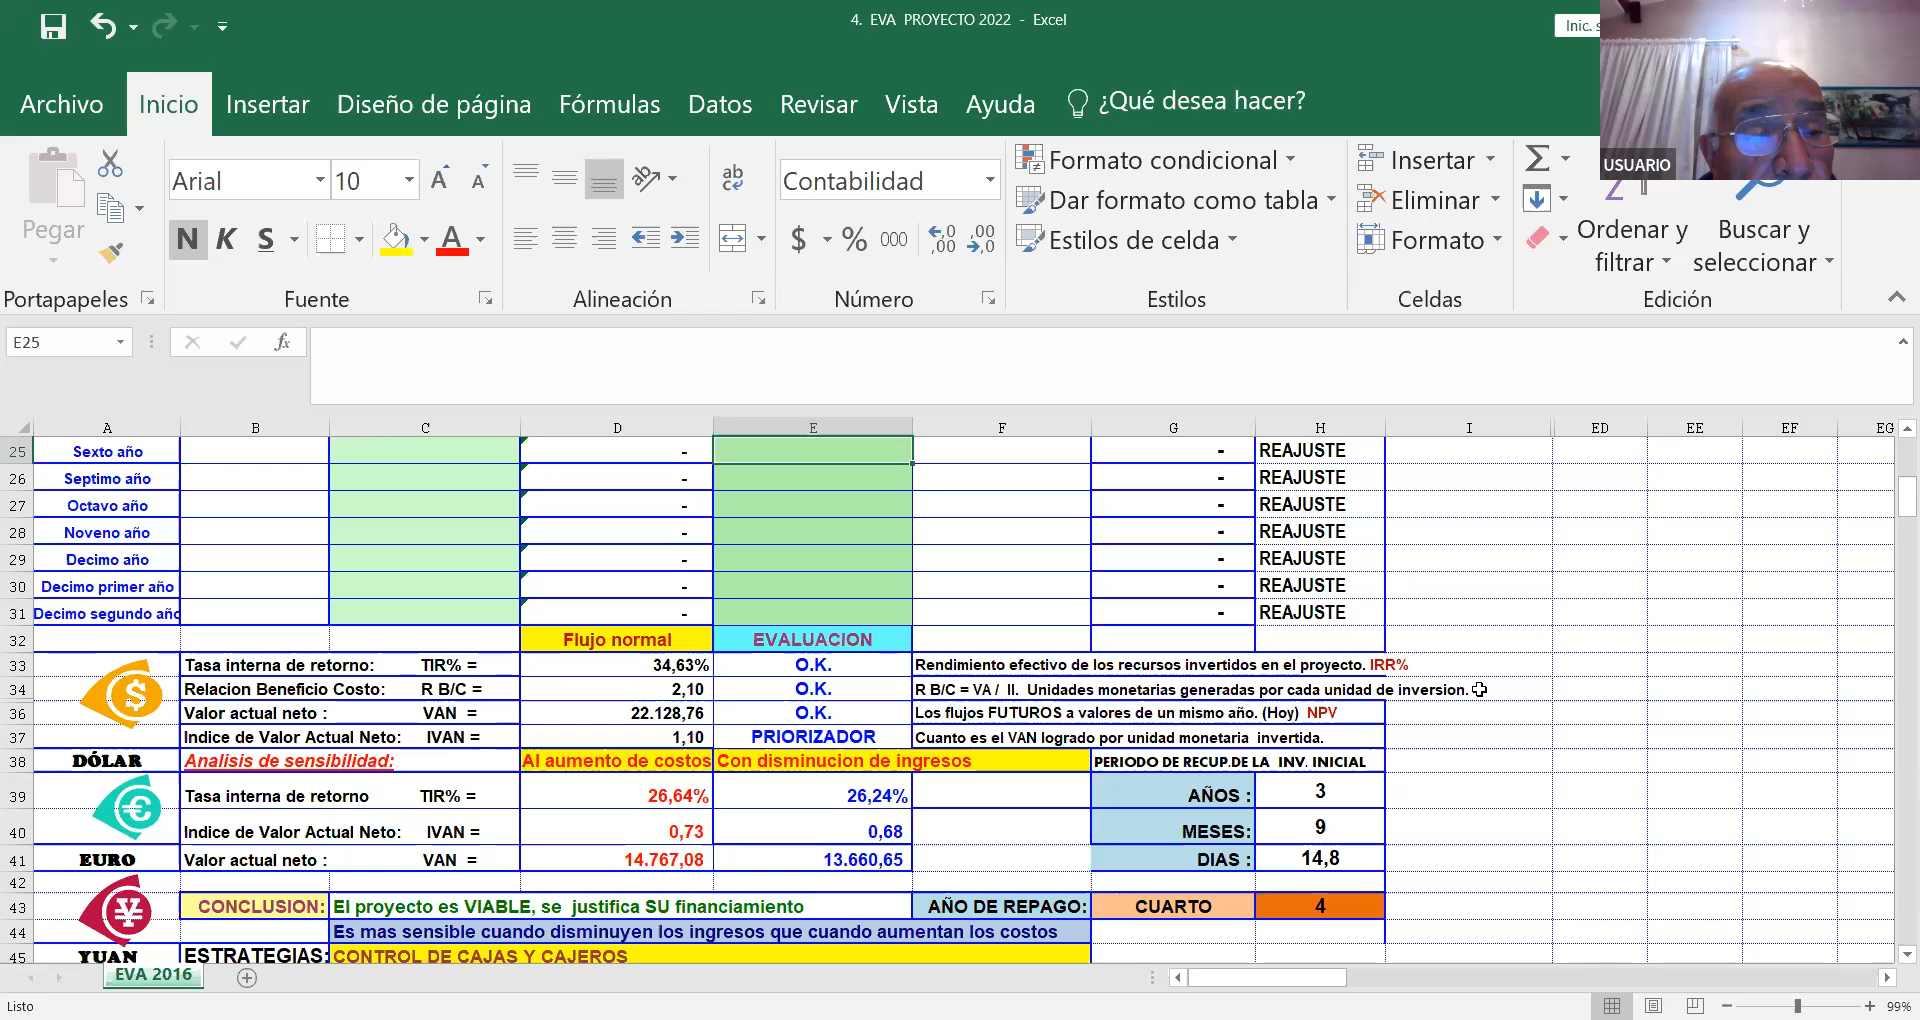 4. EVA PROYECTO 2022 - Excel
Inic. s
Archivo Inicio Insertar Diseño de página Fórmulas Datos Revisar Vista Ayuda ¿Qué desea hacer?
USUARIO
Pegar
Arial 10
N K S
ab
Contabilidad
$ % 000
Formato condicional
Dar formato como tabla
Estilos de celda
Insertar
Eliminar
Formato
Ordenar y filtrar
Buscar y seleccionar
Portapapeles Fuente Alineación Número Estilos Celdas Edición
E25 fx
A B C D E F G H I ED EE EF EG
25 Sexto año - - REAJUSTE
26 Septimo año - - REAJUSTE
27 Octavo año - - REAJUSTE
28 Noveno año - - REAJUSTE
29 Decimo año - - REAJUSTE
30 Decimo primer año - - REAJUSTE
31 Decimo segundo año - - REAJUSTE
32 Flujo normal EVALUACION
33 Tasa interna de retorno: TIR% = 34,63% O.K. Rendimiento efectivo de los recursos invertidos en el proyecto. IRR%
34 Relacion Beneficio Costo: R B/C = 2,10 O.K. R B/C = VA / II. Unidades monetarias generadas por cada unidad de inversion.
36 Valor actual neto : VAN = 22.128,76 O.K. Los flujos FUTUROS a valores de un mismo año. (Hoy) NPV
37 Indice de Valor Actual Neto: IVAN = 1,10 PRIORIZADOR Cuanto es el VAN logrado por unidad monetaria invertida.
38 DÓLAR Analisis de sensibilidad: Al aumento de costos Con disminucion de ingresos PERIODO DE RECUP.DE LA INV. INICIAL
39 Tasa interna de retorno TIR% = 26,64% 26,24% AÑOS : 3
40 Indice de Valor Actual Neto: IVAN = 0,73 0,68 MESES: 9
41 EURO Valor actual neto : VAN = 14.767,08 13.660,65 DIAS : 14,8
42
43 CONCLUSION: El proyecto es VIABLE, se justifica SU financiamiento AÑO DE REPAGO: CUARTO 4
44 Es mas sensible cuando disminuyen los ingresos que cuando aumentan los costos
45 YUAN ESTRATEGIAS: CONTROL DE CAJAS Y CAJEROS
EVA 2016
Listo 99%